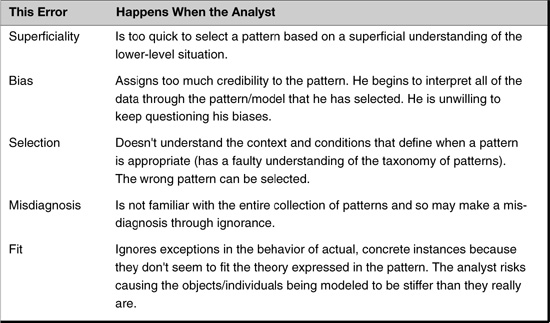 This Error Happens When the Analyst
Superficiality Is too quick to select a pattern based on a superficial understanding of the
lower-level situation.
Bias Assigns too much credibility to the pattern. He begins to interpret all of the
data through the pattern/model that he has selected. He is unwilling to
keep questioning his biases.
Selection Doesn't understand the context and conditions that define when a pattern
is appropriate (has a faulty understanding of the taxonomy of patterns).
The wrong pattern can be selected.
Misdiagnosis Is not familiar with the entire collection of patterns and so may make a mis-
diagnosis through ignorance.
Fit Ignores exceptions in the behavior of actual, concrete instances because
they don't seem to fit the theory expressed in the pattern. The analyst risks
causing the objects/individuals being modeled to be stiffer than they really
are.